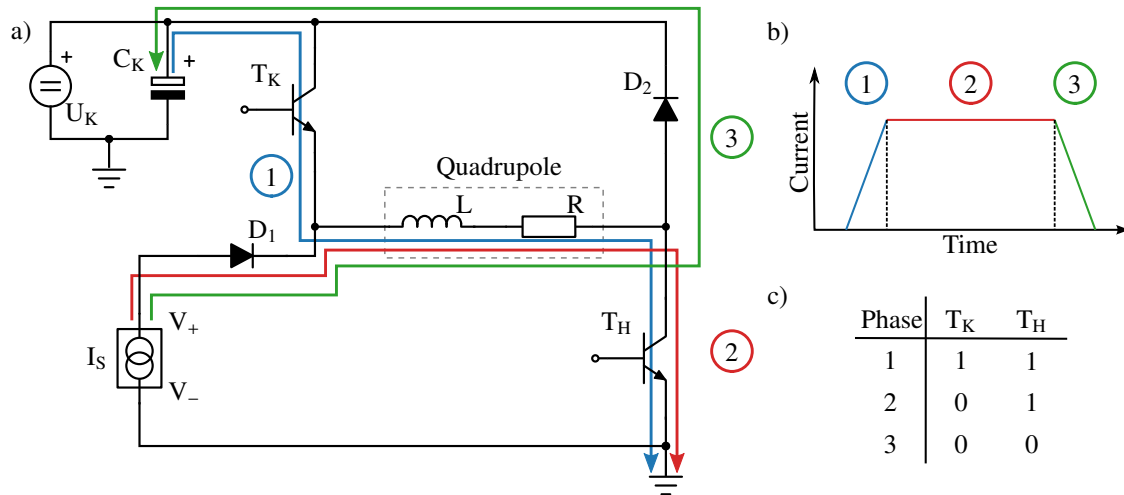 a)
+
C_K
+
U_K
T_K
D_2
3
1
Quadrupole
L
R
D_1
V_+
I_S
V_−
T_H
2
b)
1
2
3
Current
Time
c)
Phase T_K T_H
1 1 1
2 0 1
3 0 0